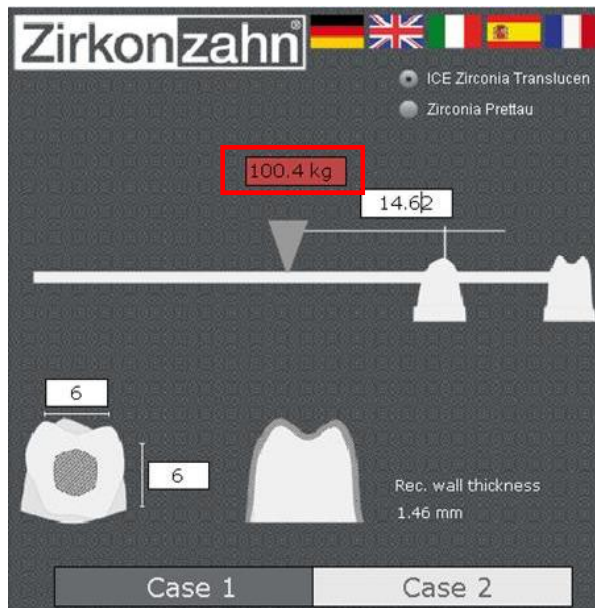 Zirkonzahn®
ICE Zirconia Translucen
Zirconia Prettau
100.4 kg
14.62
6
6
Rec. wall thickness
1.46 mm
Case 1
Case 2